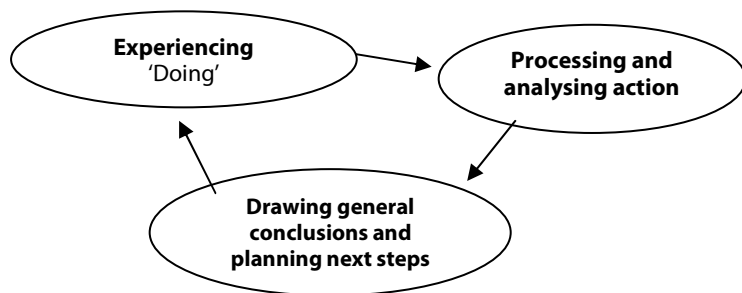 Experiencing
‘Doing’
Processing and
analysing action
Drawing general
conclusions and
planning next steps